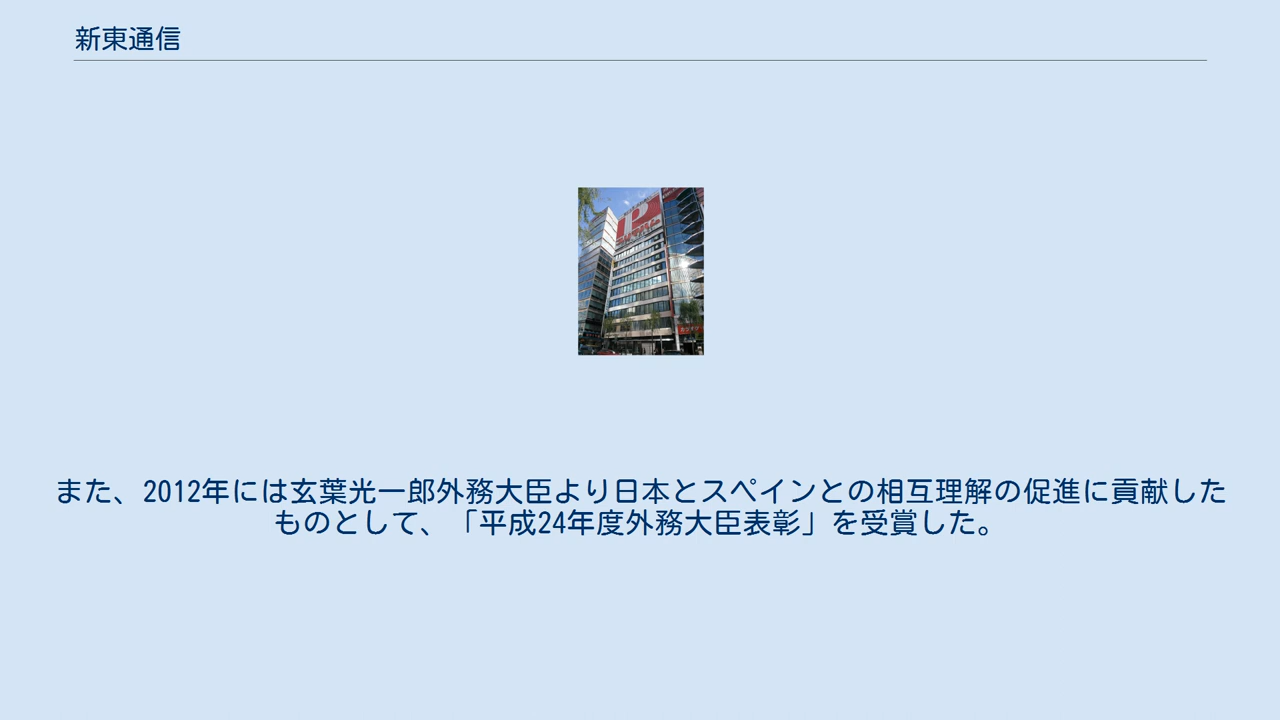 新東通信
P
また、2012年には玄葉光一郎外務大臣より日本とスペインとの相互理解の促進に貢献した
ものとして、「平成24年度外務大臣表彰」を受賞した。